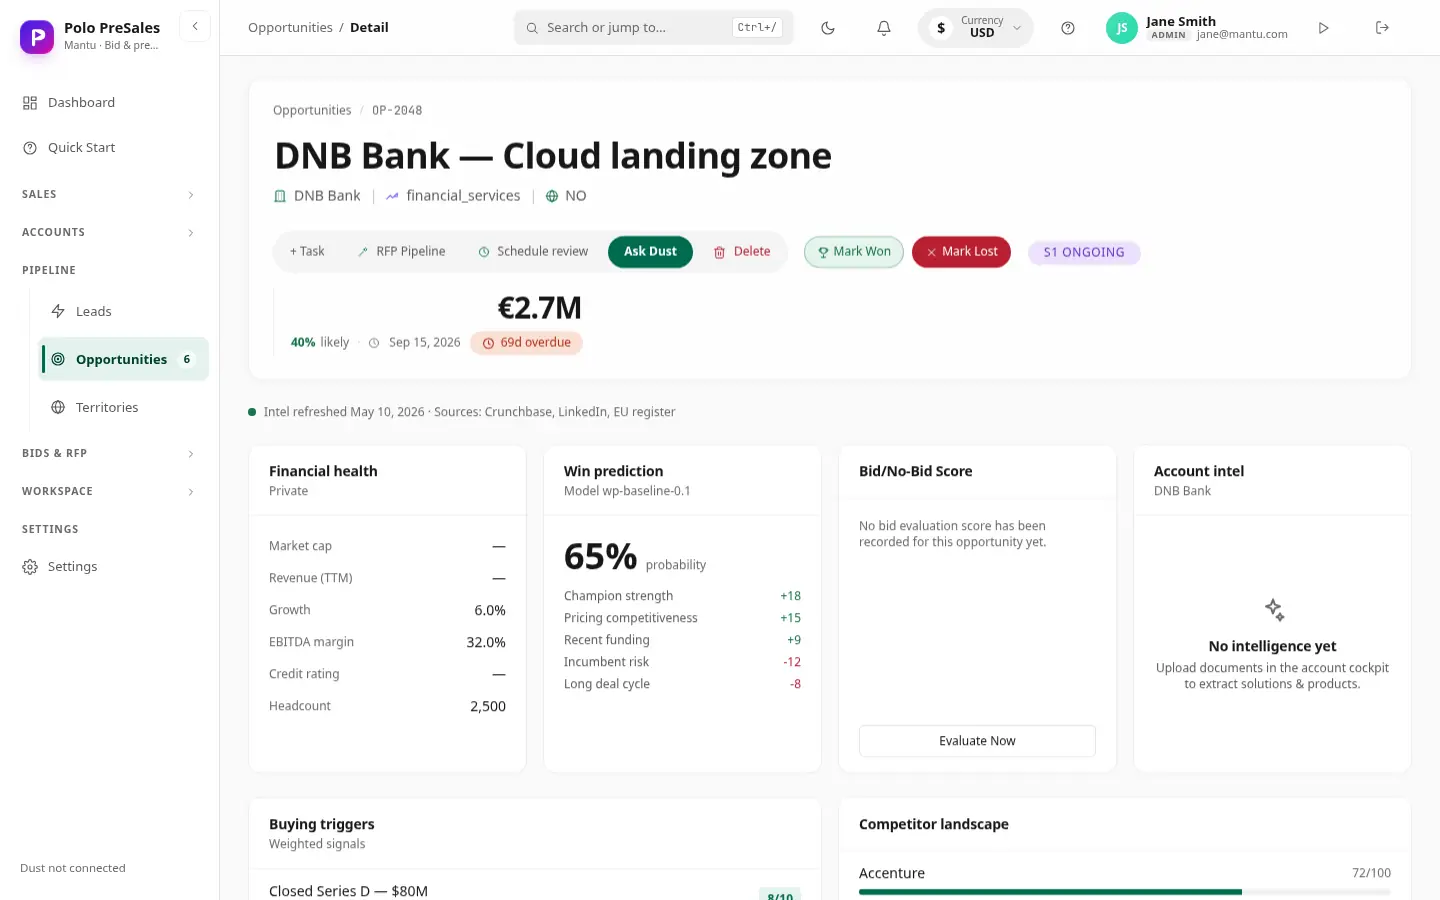 Polo PreSales
Mantu · Bid & pre...
Dashboard
Quick Start
SALES
ACCOUNTS
PIPELINE
Leads
Opportunities 6
Territories
BIDS & RFP
WORKSPACE
SETTINGS
Settings
Dust not connected
Opportunities / Detail
Search or jump to... Ctrl+/
$ Currency
USD
JS Jane Smith
ADMIN jane@mantu.com
Opportunities / OP-2048
DNB Bank — Cloud landing zone
DNB Bank | financial_services | NO
+ Task RFP Pipeline Schedule review Ask Dust Delete Mark Won Mark Lost S1 ONGOING
€2.7M
40% likely · Sep 15, 2026 69d overdue
Intel refreshed May 10, 2026 · Sources: Crunchbase, LinkedIn, EU register
Financial health
Private
Market cap —
Revenue (TTM) —
Growth 6.0%
EBITDA margin 32.0%
Credit rating —
Headcount 2,500
Win prediction
Model wp-baseline-0.1
65% probability
Champion strength +18
Pricing competitiveness +15
Recent funding +9
Incumbent risk -12
Long deal cycle -8
Bid/No-Bid Score
No bid evaluation score has been
recorded for this opportunity yet.
Evaluate Now
Account intel
DNB Bank
No intelligence yet
Upload documents in the account cockpit
to extract solutions & products.
Buying triggers
Weighted signals
Closed Series D — $80M 8/10
Competitor landscape
Accenture 72/100